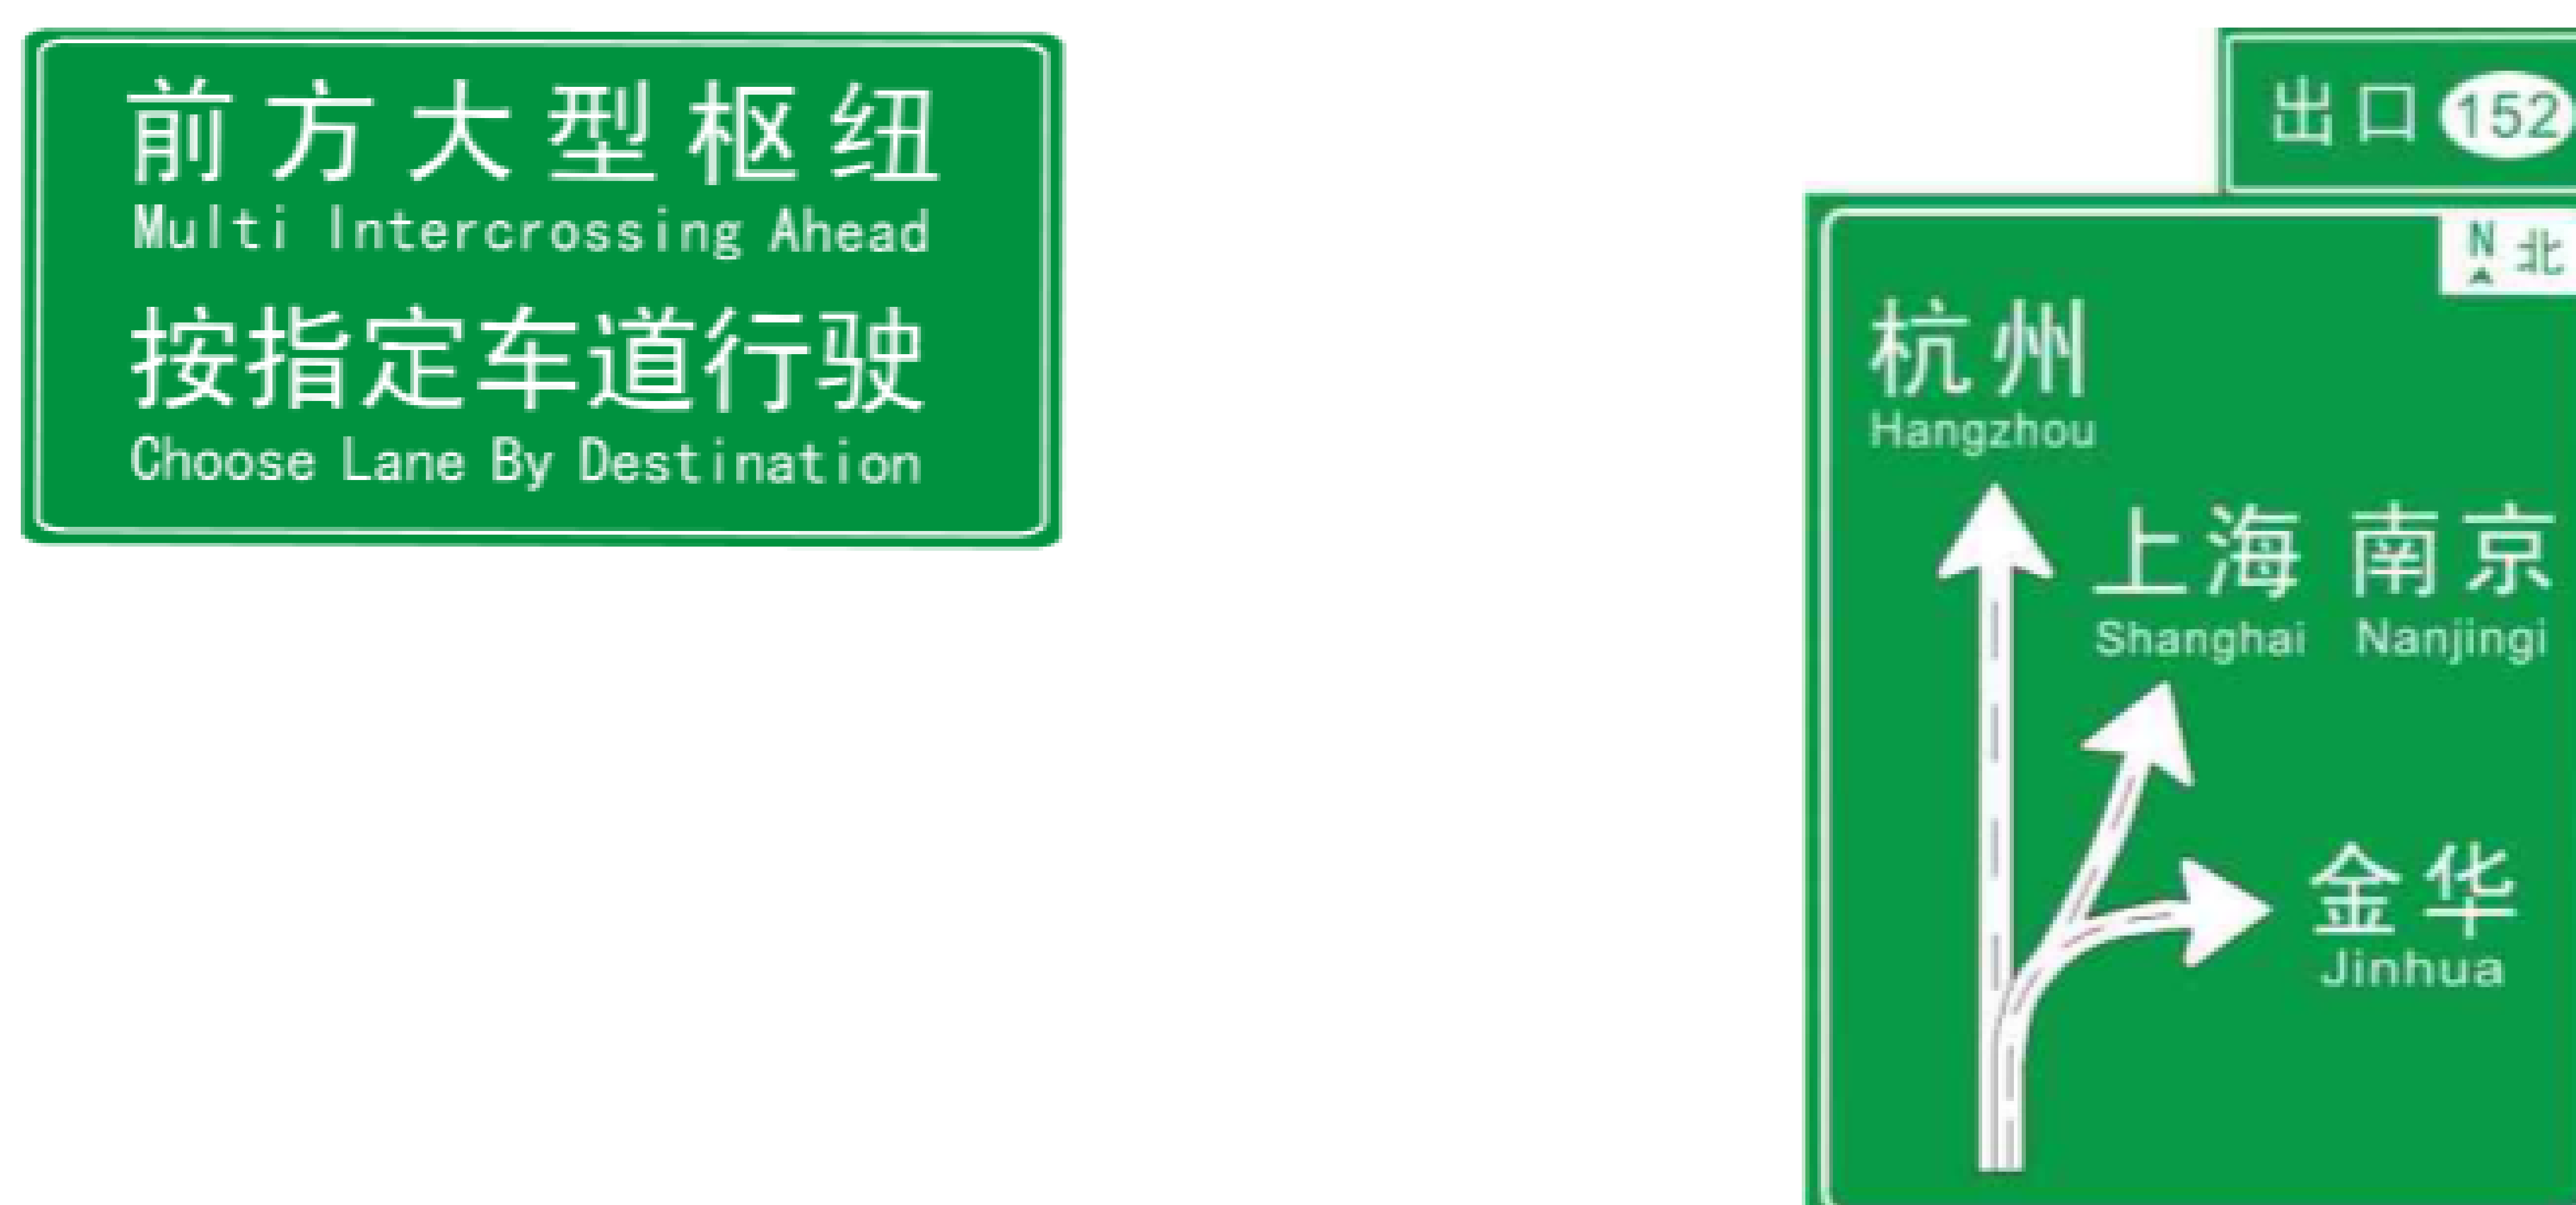 前方大型枢纽
Multi Intercrossing Ahead
按指定车道行驶
Choose Lane By Destination
出口 152
N 北
杭州
Hangzhou
上海 南京
Shanghai Nanjingi
金华
Jinhua